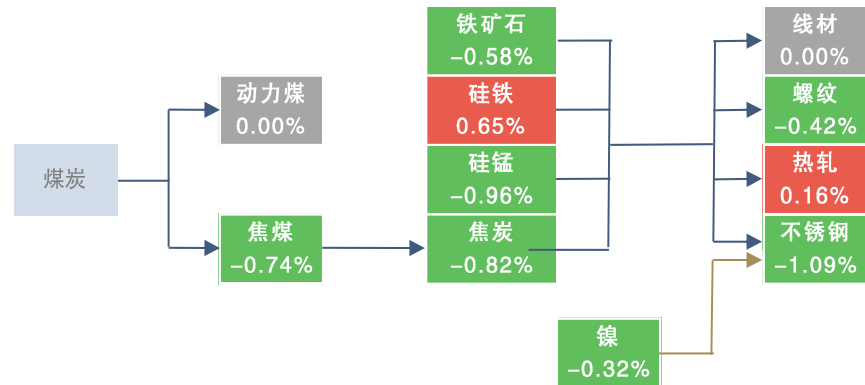 煤炭
动力煤
0.00%
焦煤
-0.74%
铁矿石
-0.58%
硅铁
0.65%
硅锰
-0.96%
焦炭
-0.82%
镍
-0.32%
线材
0.00%
螺纹
-0.42%
热轧
0.16%
不锈钢
-1.09%